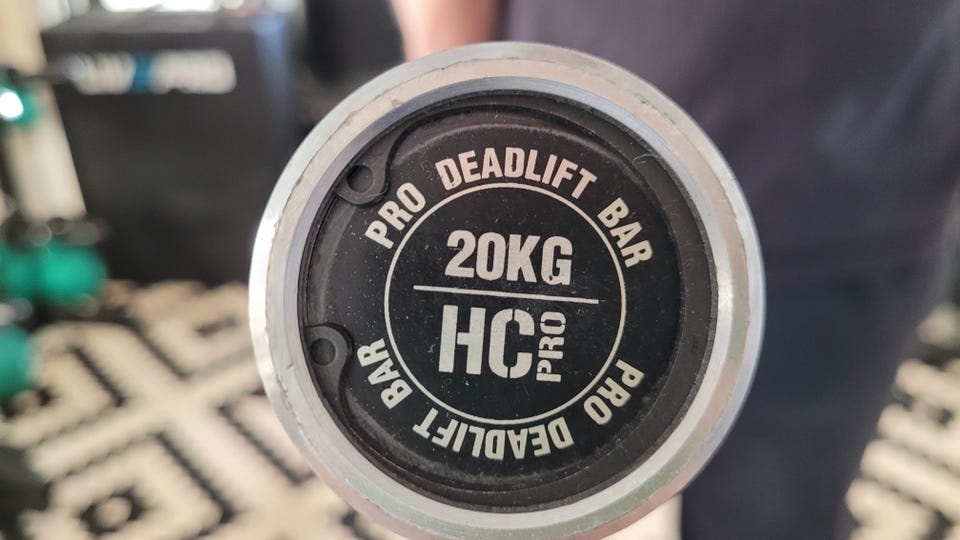 PRO DEADLIFT BAR
20KG
HC PRO
PRO DEADLIFT BAR